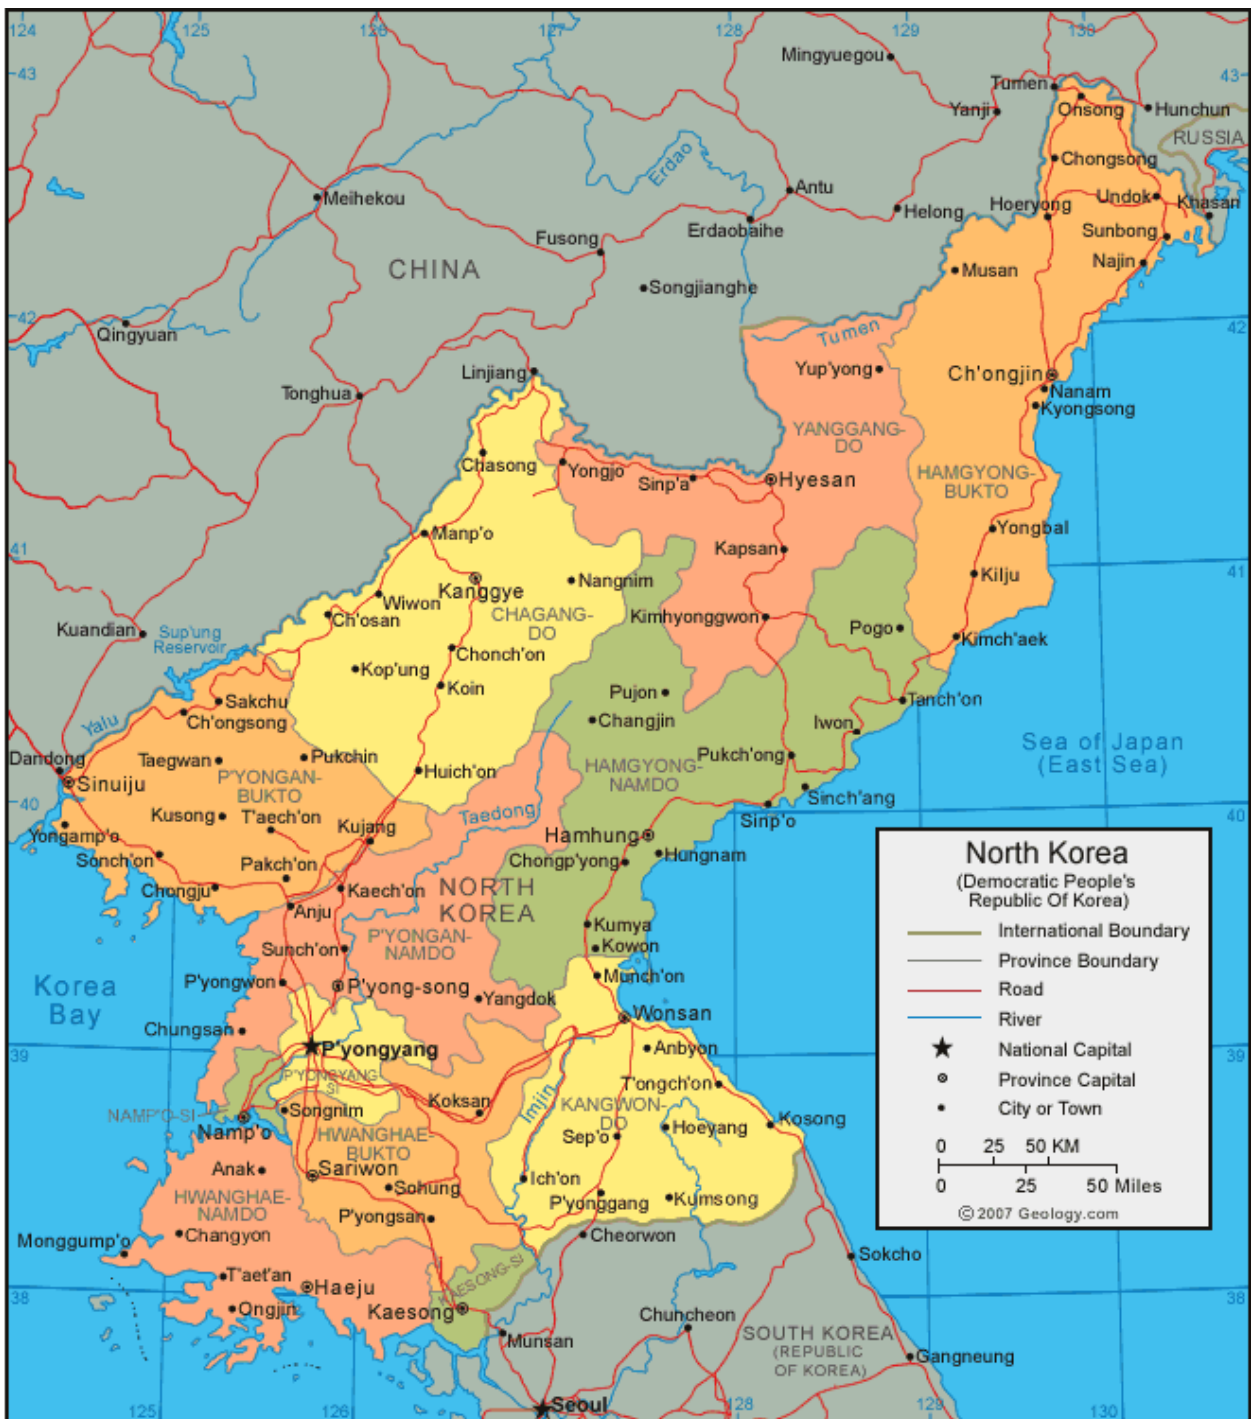 124
125
126
127
128
129
130
43
43
Mingyuegou
Tumen
Onsong
Yanji
Hunchun
RUSSIA
Chongsong
Erdao
Antu
Meihekou
Undok
Khasan
Helong
Hoeryong
Erdaobaihe
Sunbong
Fusong
CHINA
Musan
Najin
Songjianghe
42
42
Qingyuan
Tumen
Linjiang
Yup'yong
Ch'ongjin
Tonghua
Nanam
Kyongsong
YANGGANG-
DO
Chasong
Yongjo
Sinp'a
Hyesan
HAMGYONG-
BUKTO
Manp'o
Yongbal
41
Kapsan
41
Kanggye
Nangnim
Kilju
Wiwon
Ch'osan
CHAGANG-
DO
Kimhyonggwon
Pogo
Kuandian
Sup'ung
Reservoir
Kimch'aek
Chonch'on
Kop'ung
Koin
Pujon
Sakchu
Tanch'on
Yalu
Ch'ongsong
Changjin
Iwon
Sea of Japan
(East Sea)
Dandong
Taegwan
Pukchin
Pukch'ong
Sinuiju
P'YONGAN-
BUKTO
Huich'on
HAMGYONG-
NAMDO
Sinch'ang
40
40
Kusong
T'aech'on
Taedong
Sinp'o
Yongamp'o
Kujang
Hamhung
Sonch'on
Pakch'on
Chongp'yong
Hungnam
Chongju
Kaech'on
NORTH
KOREA
Anju
Kumya
P'YONGAN-
NAMDO
Sunch'on
Kowon
P'yongwon
P'yong-song
Munch'on
Korea
Bay
Yangdok
Wonsan
Chungsan
39
P'yongyang
Anbyon
39
P'YONGYANG-
SI
T'ongch'on
NAMP'O-SI
Songnim
Koksan
Imjin
KANGWON-
DO
Kosong
Namp'o
HWANGHAE-
BUKTO
Sep'o
Hoeyang
Anak
Sariwon
Ich'on
Sohung
HWANGHAE-
NAMDO
P'yonggang
Kumsong
P'yongsan
Changyon
Cheorwon
Monggump'o
Sokcho
T'aet'an
KAESONG-SI
38
Haeju
38
Ongjin
Kaesong
Chuncheon
Munsan
SOUTH KOREA
(REPUBLIC
OF KOREA)
Gangneung
Seoul
125
126
128
129
130
North Korea
(Democratic People's
Republic Of Korea)
International Boundary
Province Boundary
Road
River
National Capital
Province Capital
City or Town
0 25 50 KM
0 25 50 Miles
© 2007 Geology.com